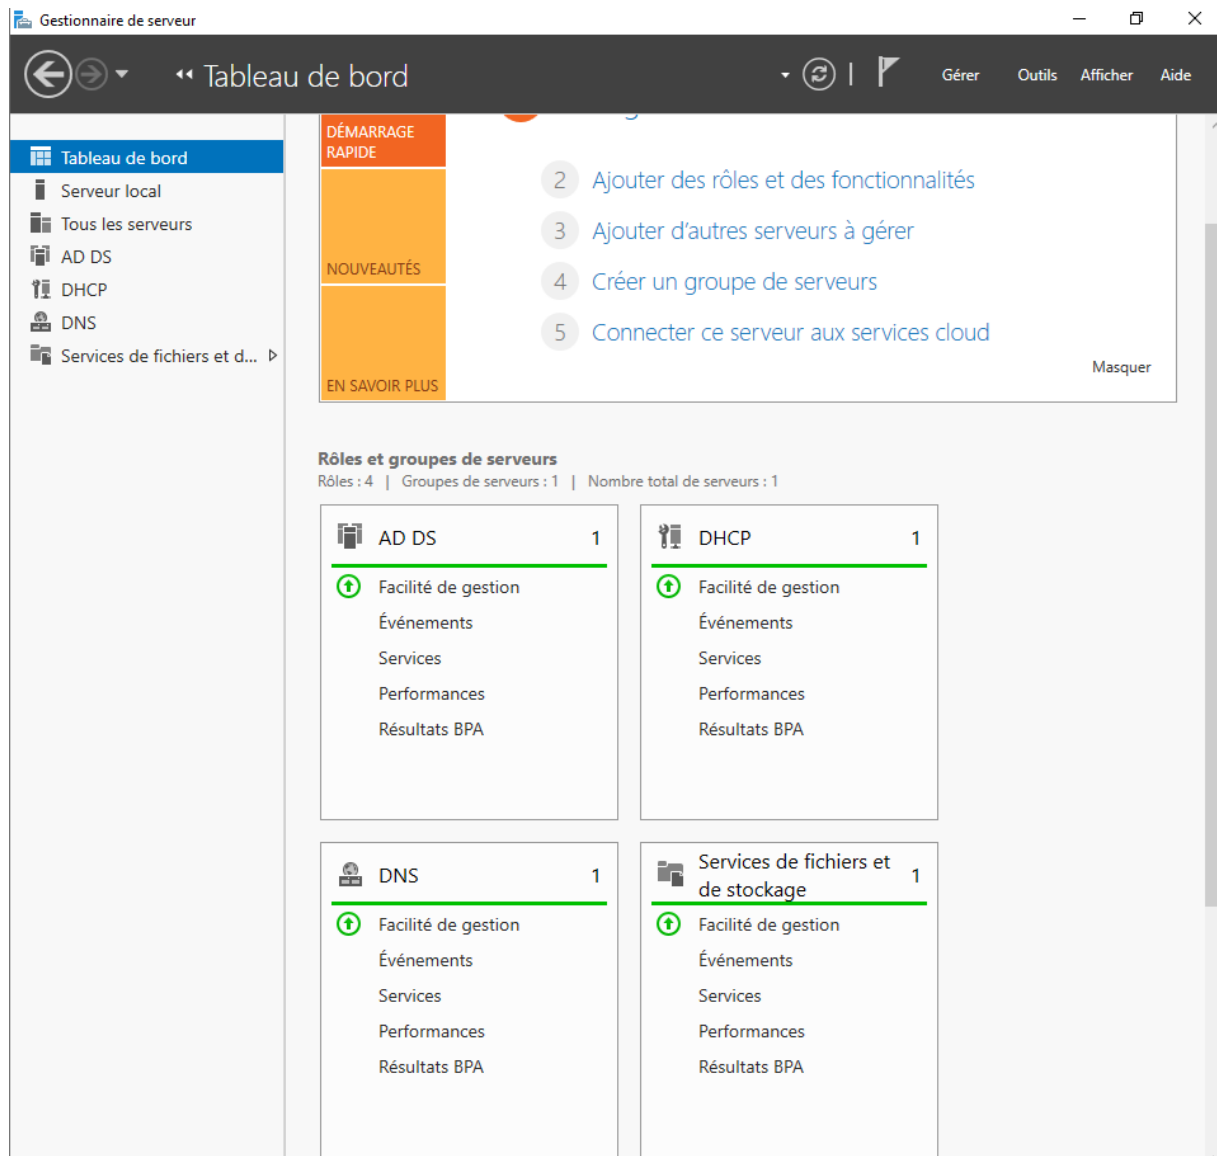 Gestionnaire de serveur
Tableau de bord
Gérer Outils Afficher Aide
Tableau de bord
Serveur local
Tous les serveurs
AD DS
DHCP
DNS
Services de fichiers et d...
DÉMARRAGE
RAPIDE
NOUVEAUTÉS
EN SAVOIR PLUS
2 Ajouter des rôles et des fonctionnalités
3 Ajouter d’autres serveurs à gérer
4 Créer un groupe de serveurs
5 Connecter ce serveur aux services cloud
Masquer
Rôles et groupes de serveurs
Rôles : 4 | Groupes de serveurs : 1 | Nombre total de serveurs : 1
AD DS 1
Facilité de gestion
Événements
Services
Performances
Résultats BPA
DHCP 1
Facilité de gestion
Événements
Services
Performances
Résultats BPA
DNS 1
Facilité de gestion
Événements
Services
Performances
Résultats BPA
Services de fichiers et
de stockage 1
Facilité de gestion
Événements
Services
Performances
Résultats BPA